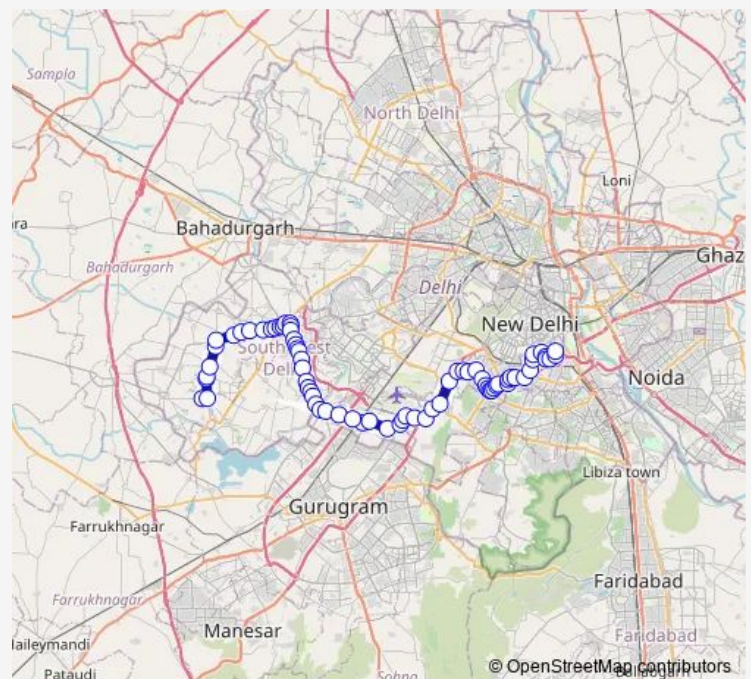 Sampla
North Delhi
Loni
Bahadurgarh
Ghaz
Bahadurgarh
Delhi
New Delhi
South West
Delhi
Noida
Libiza town
Gurugram
Farrukhnagar
Faridabad
Farrukhnagar
Manesar
Faridabad
Pataudi
Sohna
© OpenStreetMap contributors